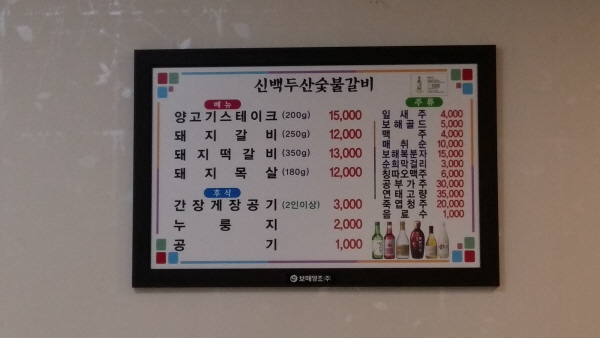 신백두산숯불갈비
메뉴
양고기스테이크 (200g) 15,000
돼지갈비 (250g) 12,000
돼지떡갈비 (350g) 13,000
돼지목살 (180g) 12,000
후식
간장게장공기 (2인이상) 3,000
누룽지 2,000
공기 1,000
주류
잎새주 4,000
보해골드 5,000
맥주 4,000
매취순 10,000
보해복분자 15,000
순희막걸리 3,000
칭따오맥주 6,000
공부가주 30,000
연태고량 35,000
죽엽청주 20,000
음료수 1,000
보해양조(주)